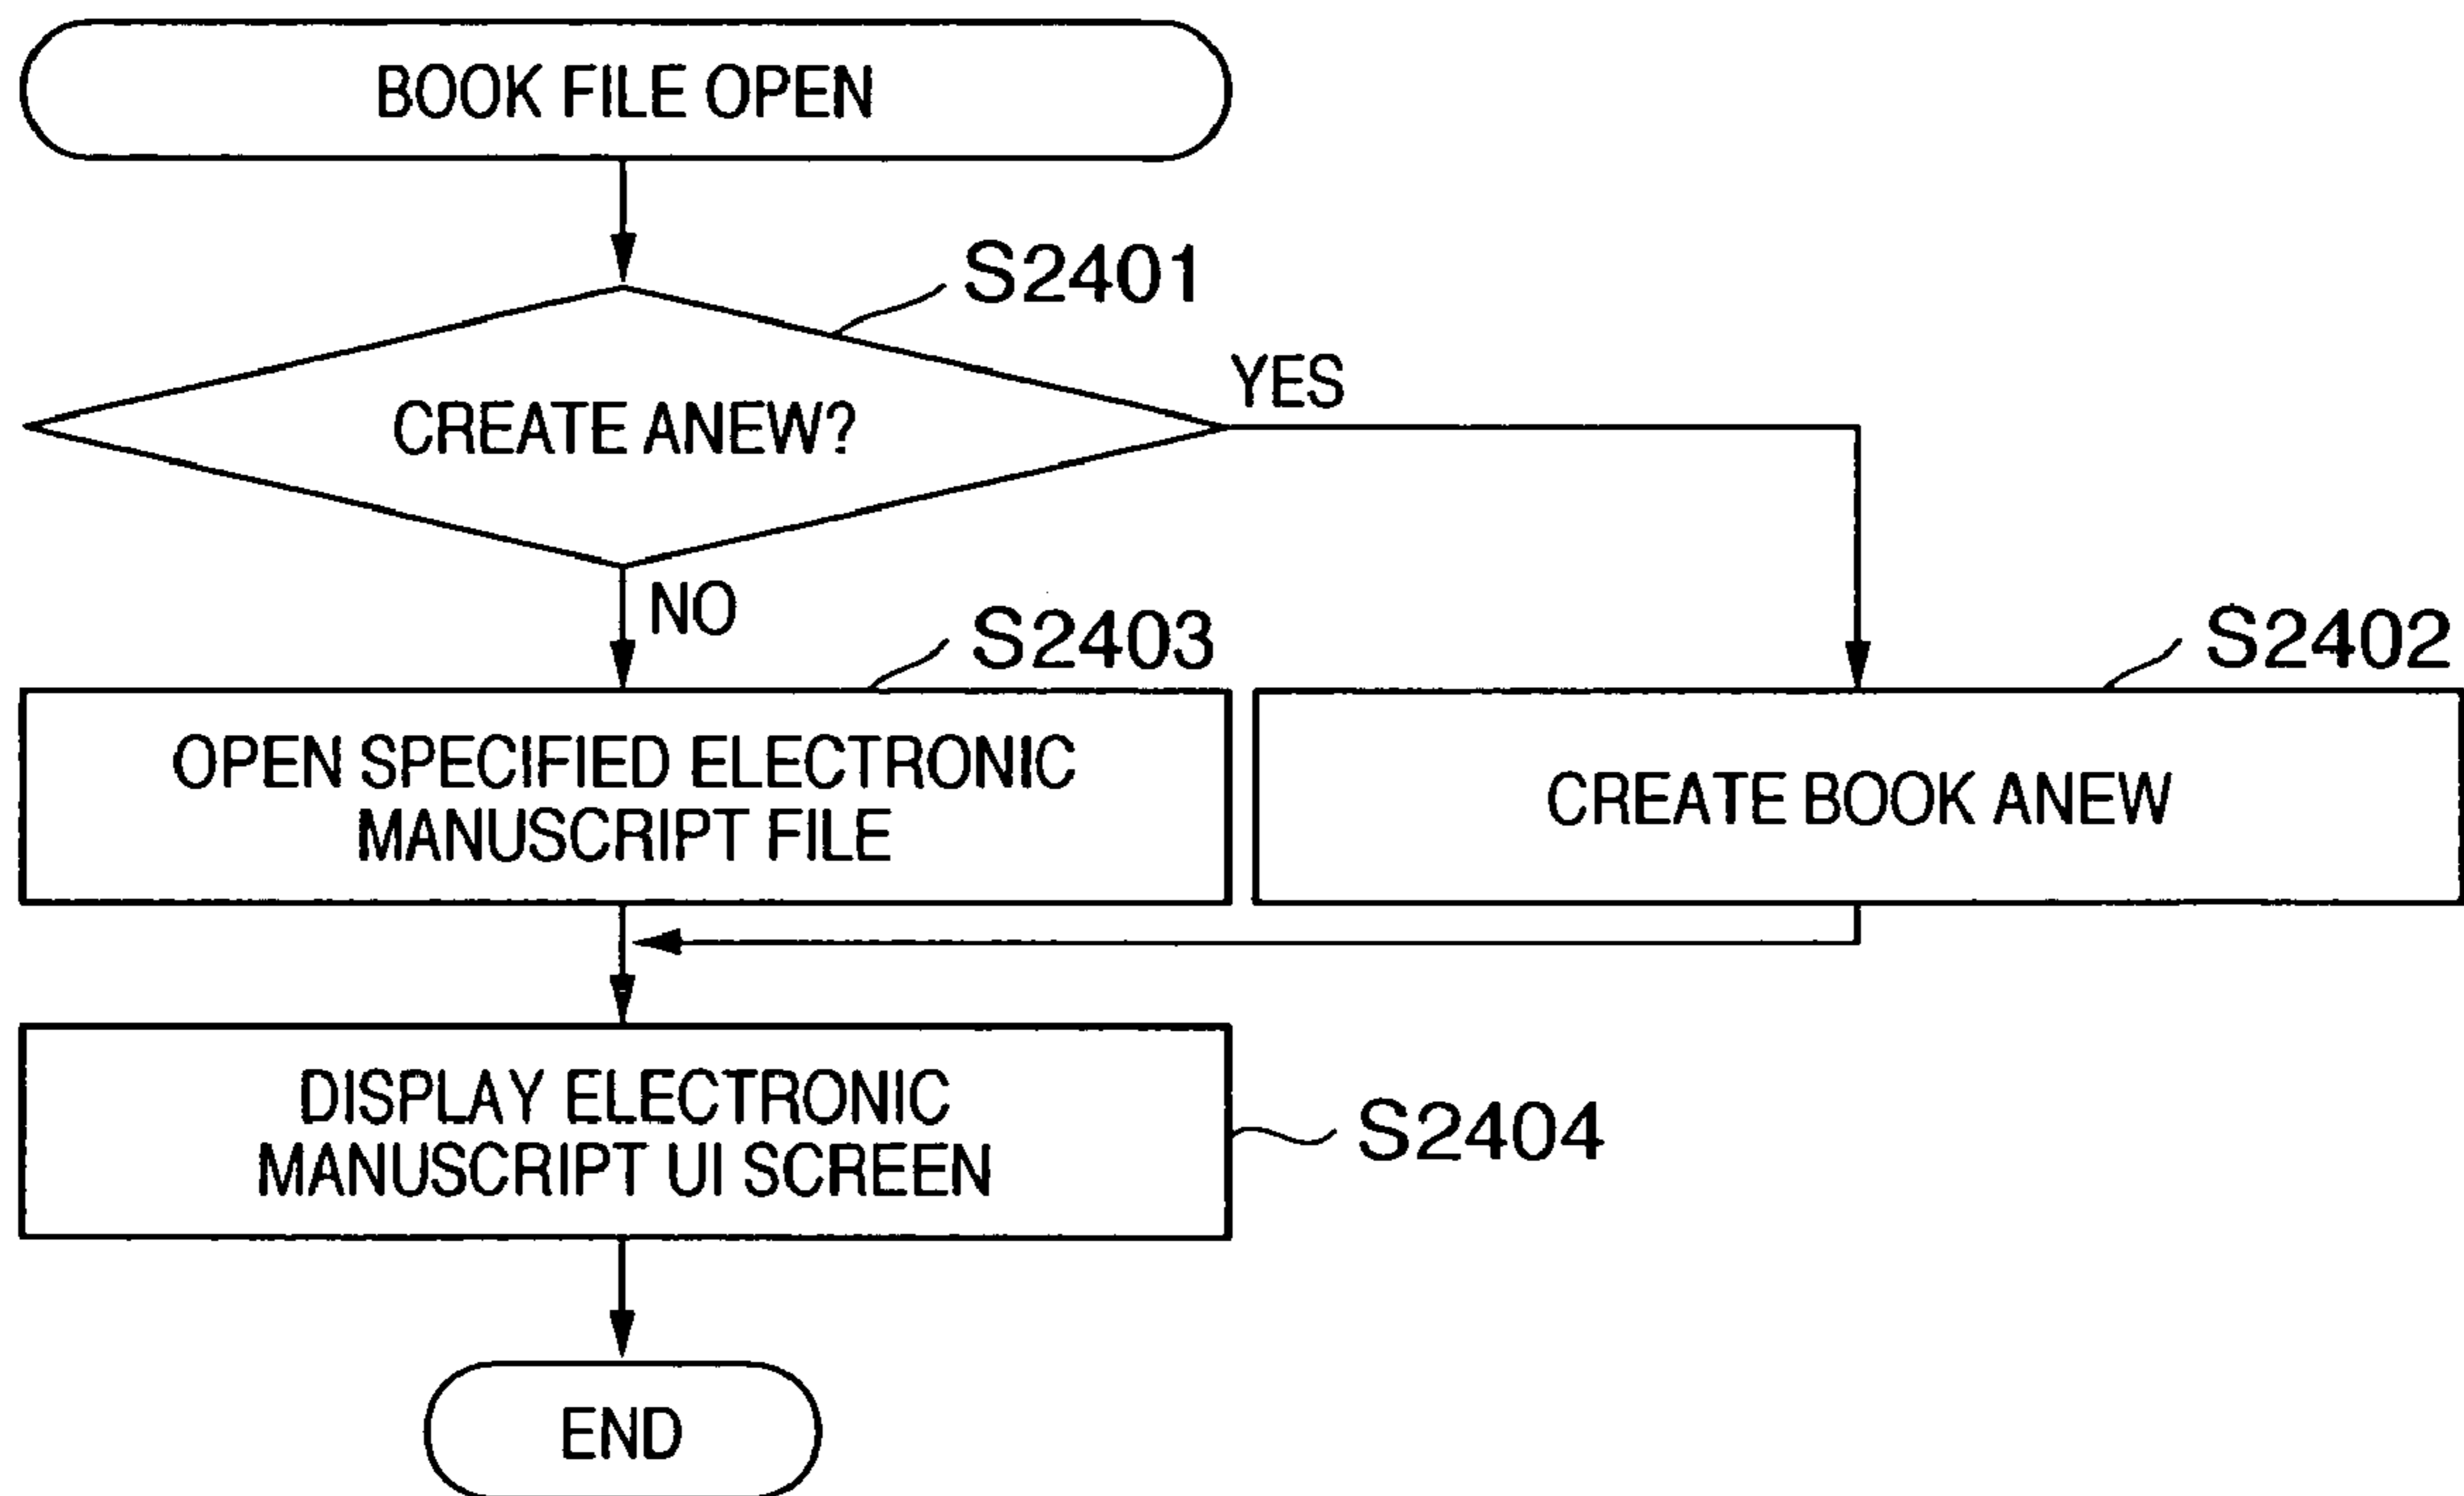 BOOK FILE OPEN
S2401
CREATE ANEW?
YES
NO
S2403
S2402
OPEN SPECIFIED ELECTRONIC
MANUSCRIPT FILE
CREATE BOOK ANEW
DISPLAY ELECTRONIC
MANUSCRIPT UI SCREEN
S2404
END